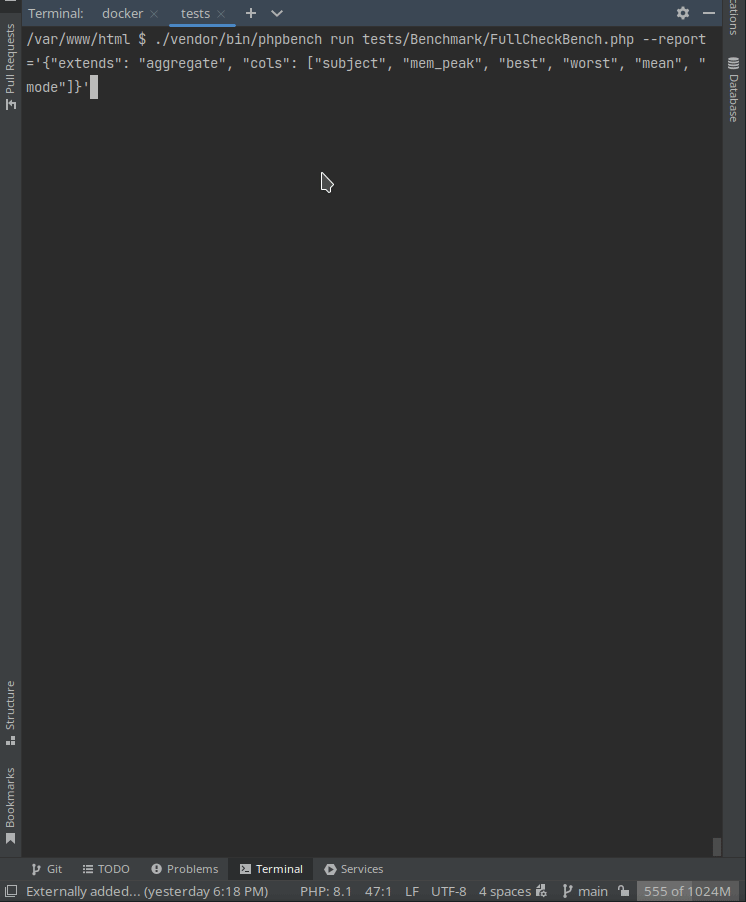 Terminal: docker tests
/var/www/html $ ./vendor/bin/phpbench run tests/Benchmark/FullCheckBench.php --report
='{"extends": "aggregate", "cols": ["subject", "mem_peak", "best", "worst", "mean", "
mode"]}'
Pull Requests
Structure
Bookmarks
cations
Database
Git TODO Problems Terminal Services
Externally added... (yesterday 6:18 PM) PHP: 8.1 47:1 LF UTF-8 4 spaces main 555 of 1024M